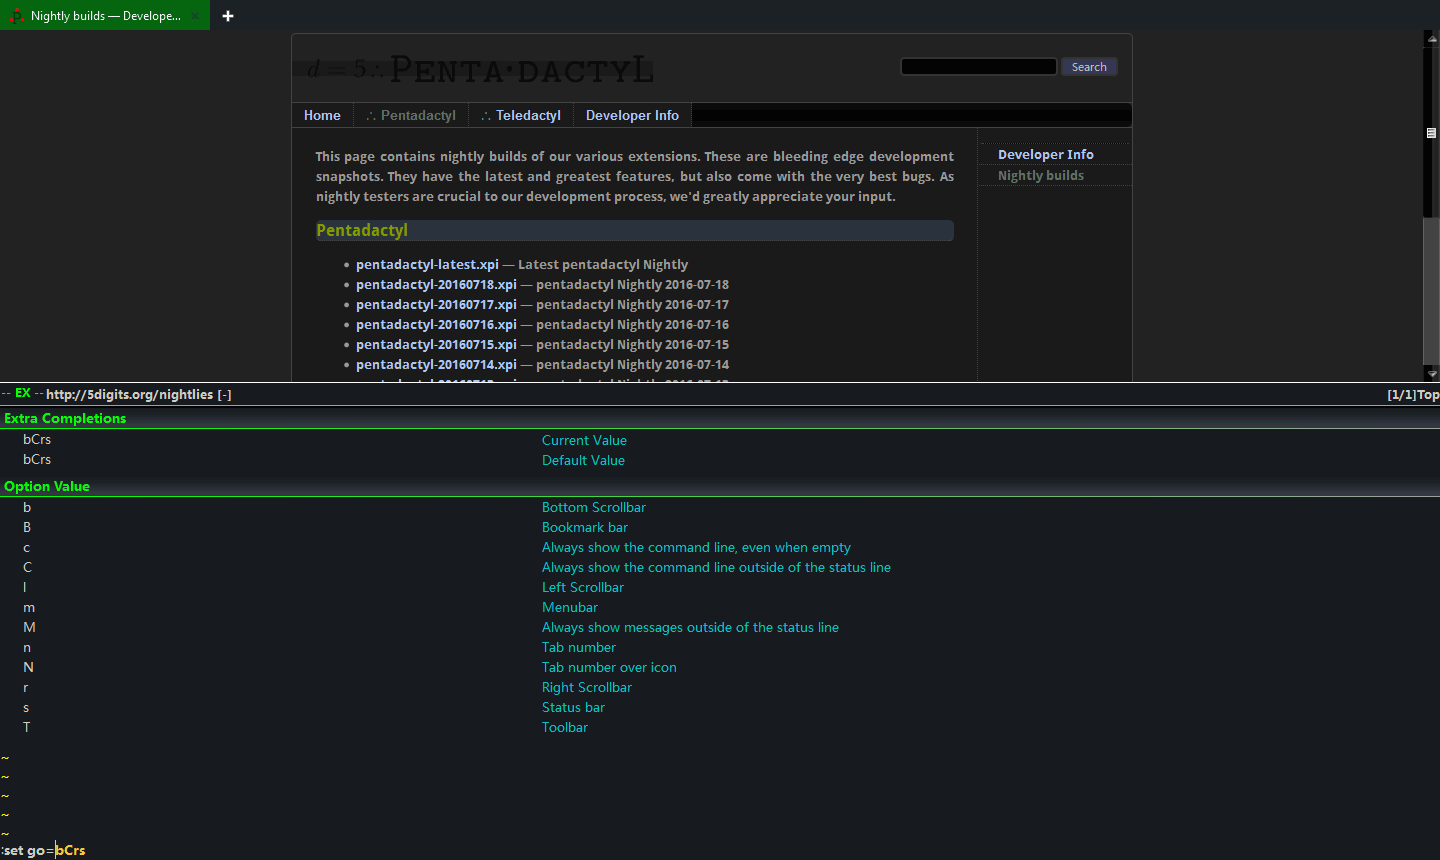 Nightly builds — Develope... ×
d = 5∴ PENTA·DACTYL
Search
Home ∴ Pentadactyl ∴ Teledactyl Developer Info
This page contains nightly builds of our various extensions. These are bleeding edge development
snapshots. They have the latest and greatest features, but also come with the very best bugs. As
nightly testers are crucial to our development process, we'd greatly appreciate your input.
Developer Info
Nightly builds
Pentadactyl
• pentadactyl-latest.xpi — Latest pentadactyl Nightly
• pentadactyl-20160718.xpi — pentadactyl Nightly 2016-07-18
• pentadactyl-20160717.xpi — pentadactyl Nightly 2016-07-17
• pentadactyl-20160716.xpi — pentadactyl Nightly 2016-07-16
• pentadactyl-20160715.xpi — pentadactyl Nightly 2016-07-15
• pentadactyl-20160714.xpi — pentadactyl Nightly 2016-07-14
-- EX -- http://5digits.org/nightlies [-] [1/1]Top
Extra Completions
bCrs Current Value
bCrs Default Value
Option Value
b Bottom Scrollbar
B Bookmark bar
c Always show the command line, even when empty
C Always show the command line outside of the status line
l Left Scrollbar
m Menubar
M Always show messages outside of the status line
n Tab number
N Tab number over icon
r Right Scrollbar
s Status bar
T Toolbar
~
~
~
~
~
:set go=bCrs